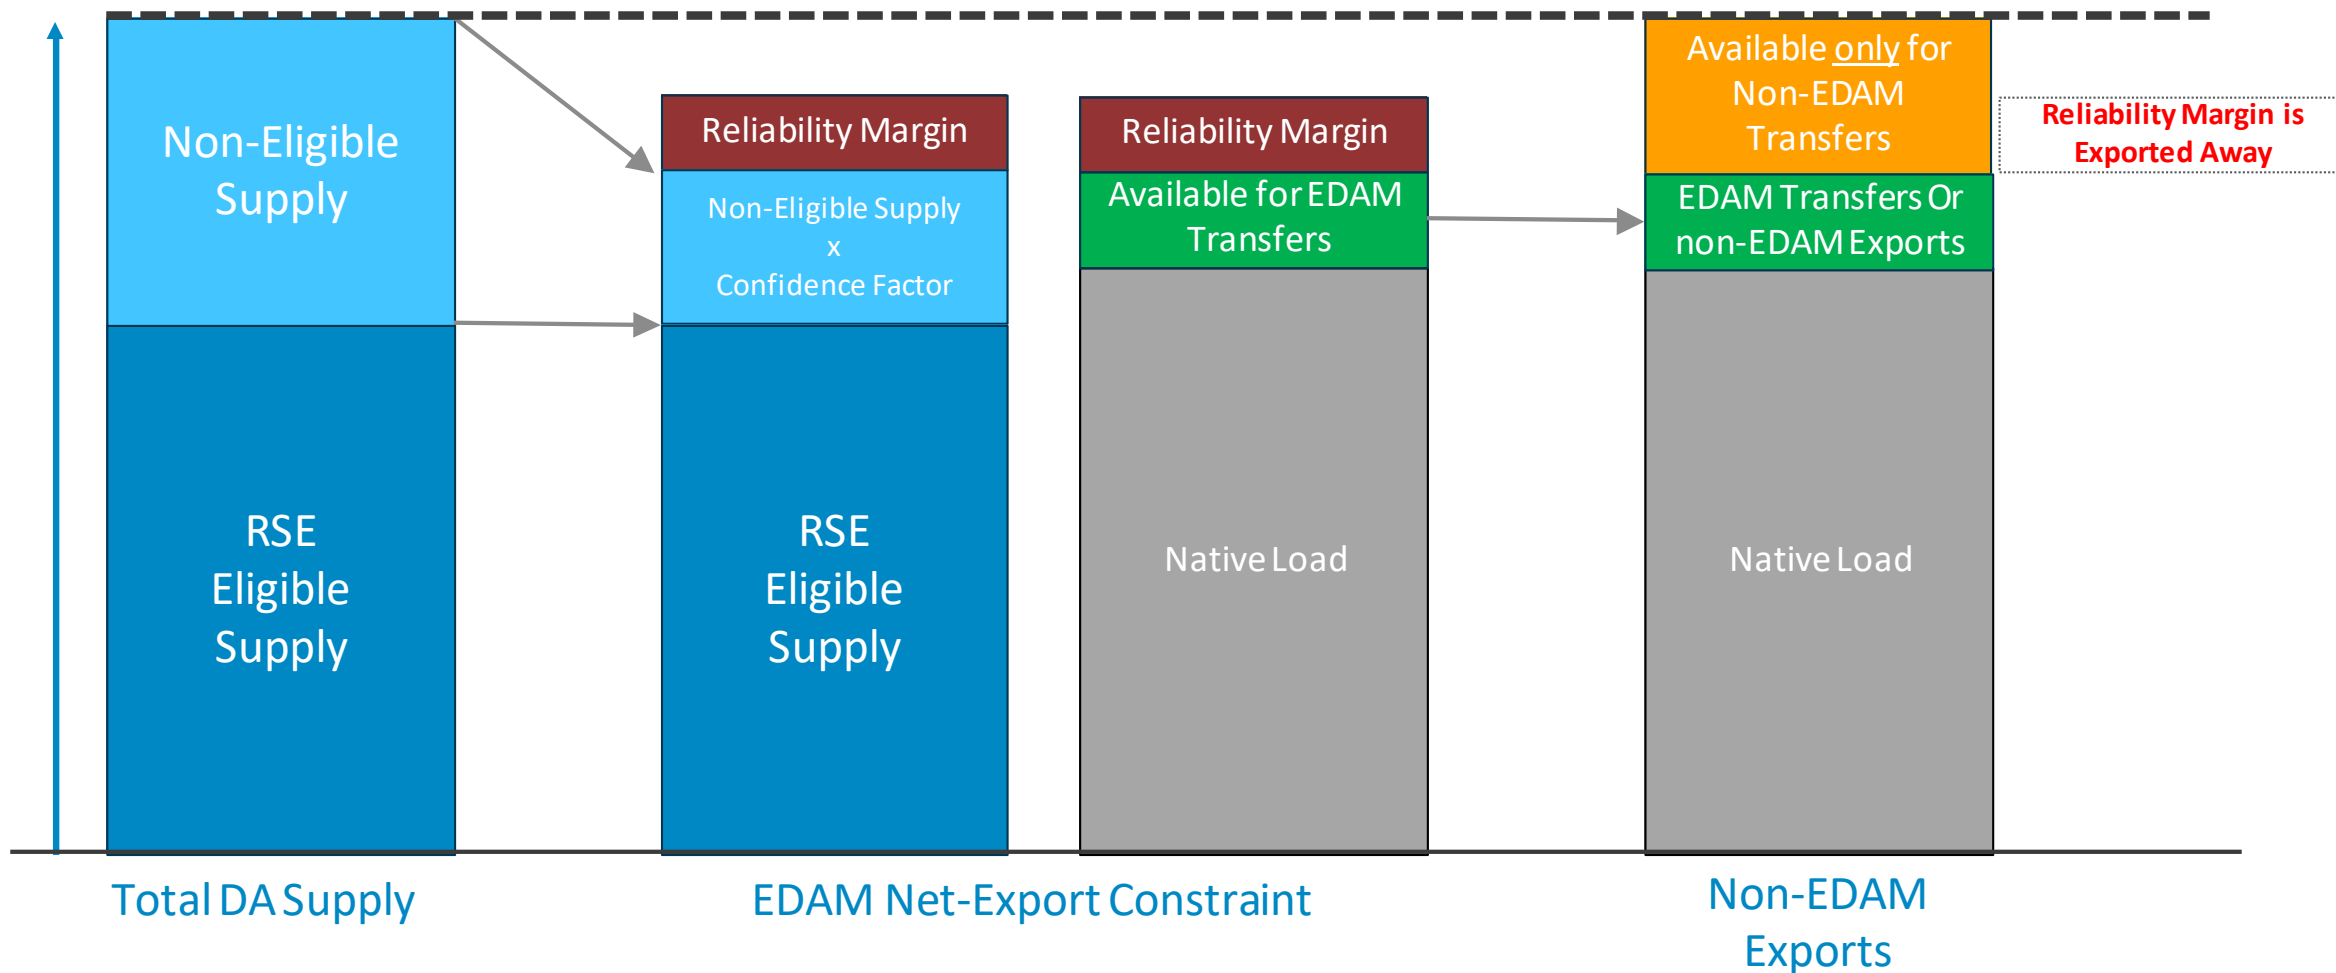 Non-Eligible
Supply
RSE
Eligible
Supply
Total DA Supply
Reliability Margin
Non-Eligible Supply
x
Confidence Factor
RSE
Eligible
Supply
Reliability Margin
Available for EDAM
Transfers
Native Load
EDAM Net-Export Constraint
Available only for
Non-EDAM
Transfers
EDAM Transfers Or
non-EDAM Exports
Native Load
Non-EDAM
Exports
Reliability Margin is
Exported Away